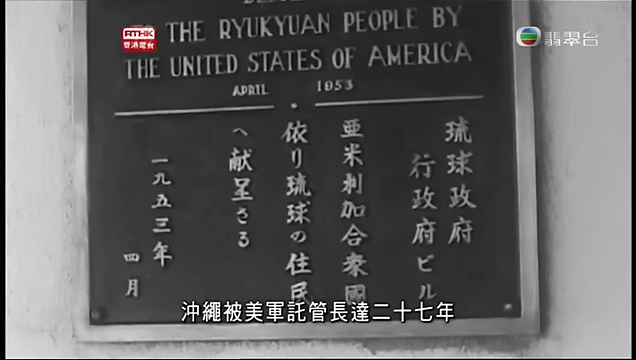 RTHK
香港電台
翡翠台
THE RYUKYUAN PEOPLE BY
THE UNITED STATES OF AMERICA
APRIL 1953
琉球政府
行政府ビル
亜米利加合衆國
依り琉球の住民
へ献呈さる
一九五三年
四月
沖繩被美軍託管長達二十七年